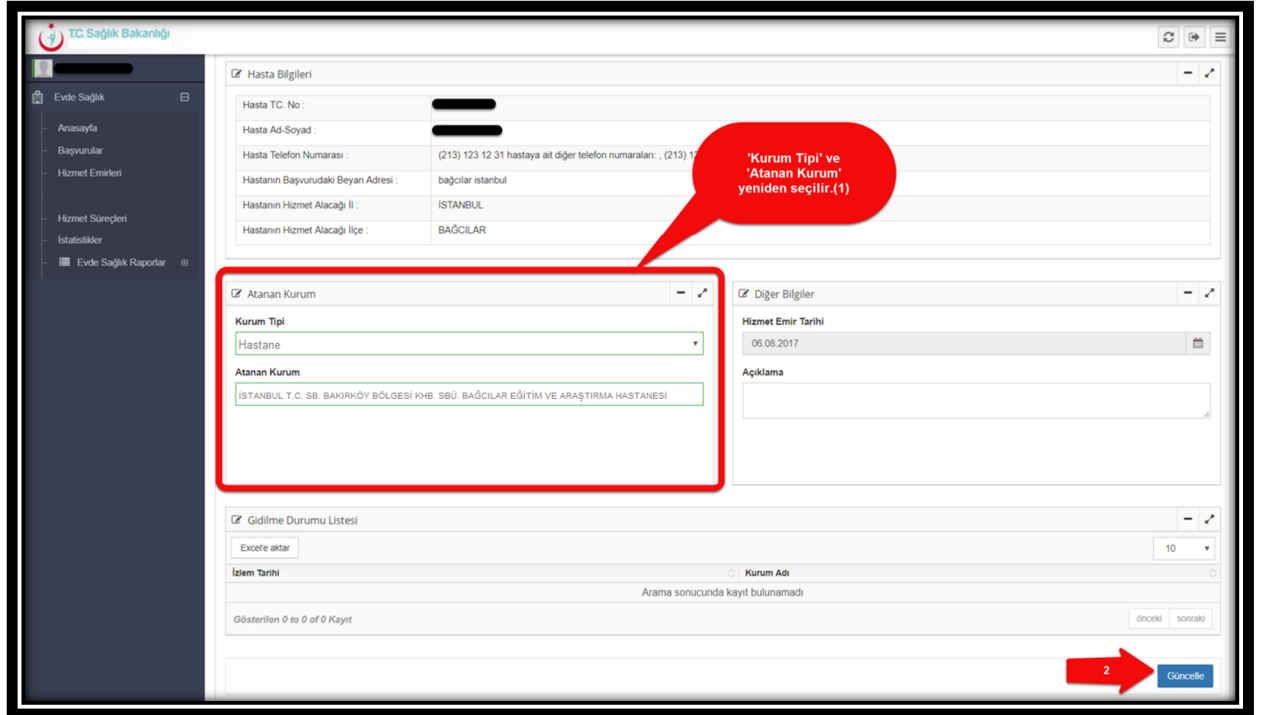 T.C. Sağlık Bakanlığı
Evde Sağlık
Anasayfa
Başvurular
Hizmet Emirleri
Hizmet Süreçleri
İstatistikler
Evde Sağlık Raporlar
Hasta Bilgileri
Hasta TC. No :
Hasta Ad-Soyad :
Hasta Telefon Numarası : (213) 123 12 31 hastaya ait diğer telefon numaraları: , (213) 12
Hastanın Başvurudaki Beyan Adresi : bağcılar istanbul
Hastanın Hizmet Alacağı İl : İSTANBUL
Hastanın Hizmet Alacağı İlçe : BAĞCILAR
'Kurum Tipi' ve
'Atanan Kurum'
yeniden seçilir.(1)
Atanan Kurum
Kurum Tipi
Hastane
Atanan Kurum
İSTANBUL T.C. SB. BAKIRKÖY BÖLGESİ KHB. SBÜ. BAĞCILAR EĞİTİM VE ARAŞTIRMA HASTANESİ
Diğer Bilgiler
Hizmet Emir Tarihi
06.08.2017
Açıklama
Gidilme Durumu Listesi
Excel'e aktar
10
İzlem Tarihi Kurum Adı
Arama sonucunda kayıt bulunamadı
Gösterilen 0 to 0 of 0 Kayıt
önceki sonraki
2
Güncelle